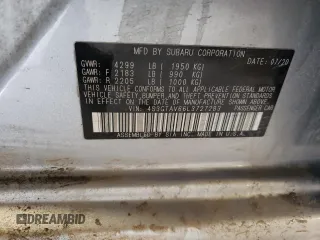 MFD. BY SUBARU CORPORATION
GVWR: 4299 LB ( 1950 KG) DATE: 07/20
GAWR: F 2183 LB ( 990 KG)
GAWR: R 2205 LB ( 1000 KG)
THIS VEHICLE CONFORMS TO ALL APPLICABLE FEDERAL MOTOR
VEHICLE SAFETY, BUMPER, AND THEFT PREVENTION STANDARDS
IN EFFECT ON THE DATE OF MANUFACTURE SHOWN ABOVE.
VIN: PASSENGER CAR
ASSEMBLED BY SIA INC. MADE IN U.S.A.
DREAMBID